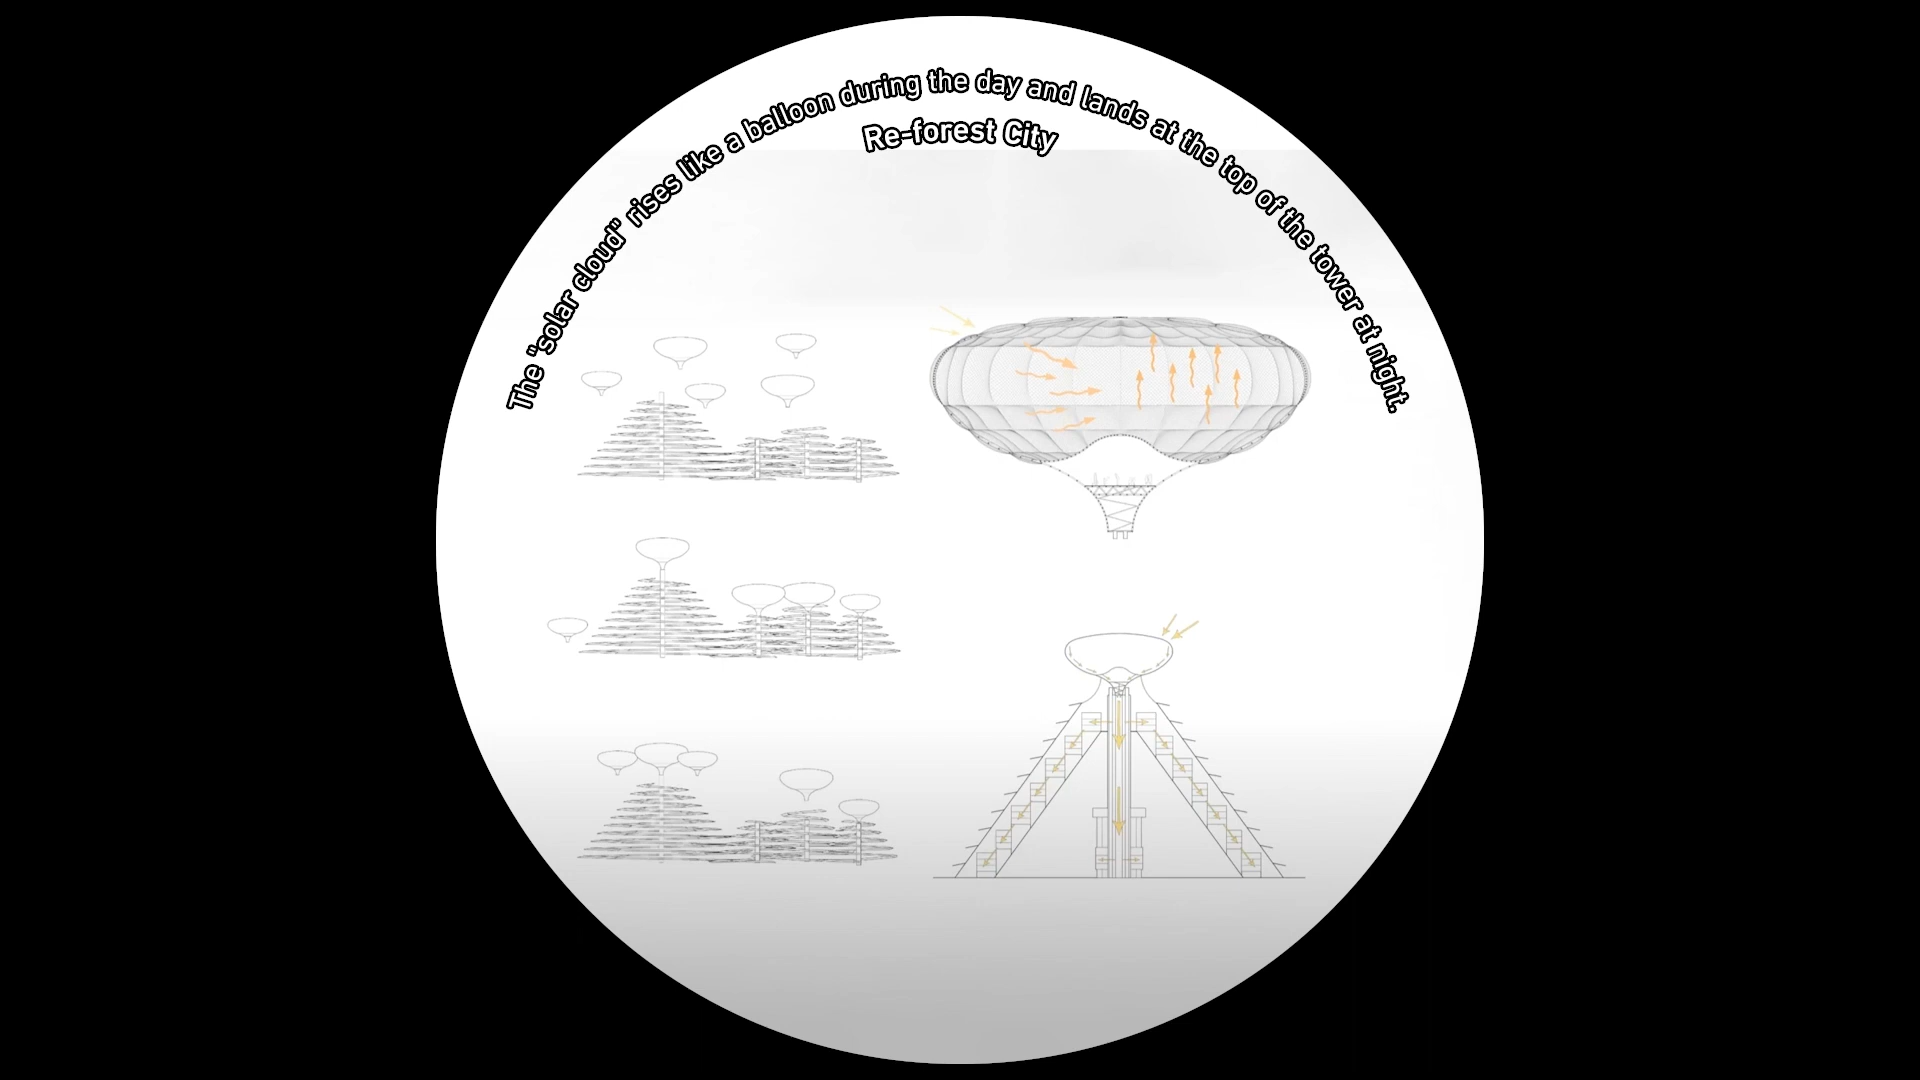 The "solar cloud" rises like a balloon during the day and lands at the top of the tower at night.
Re-forest City